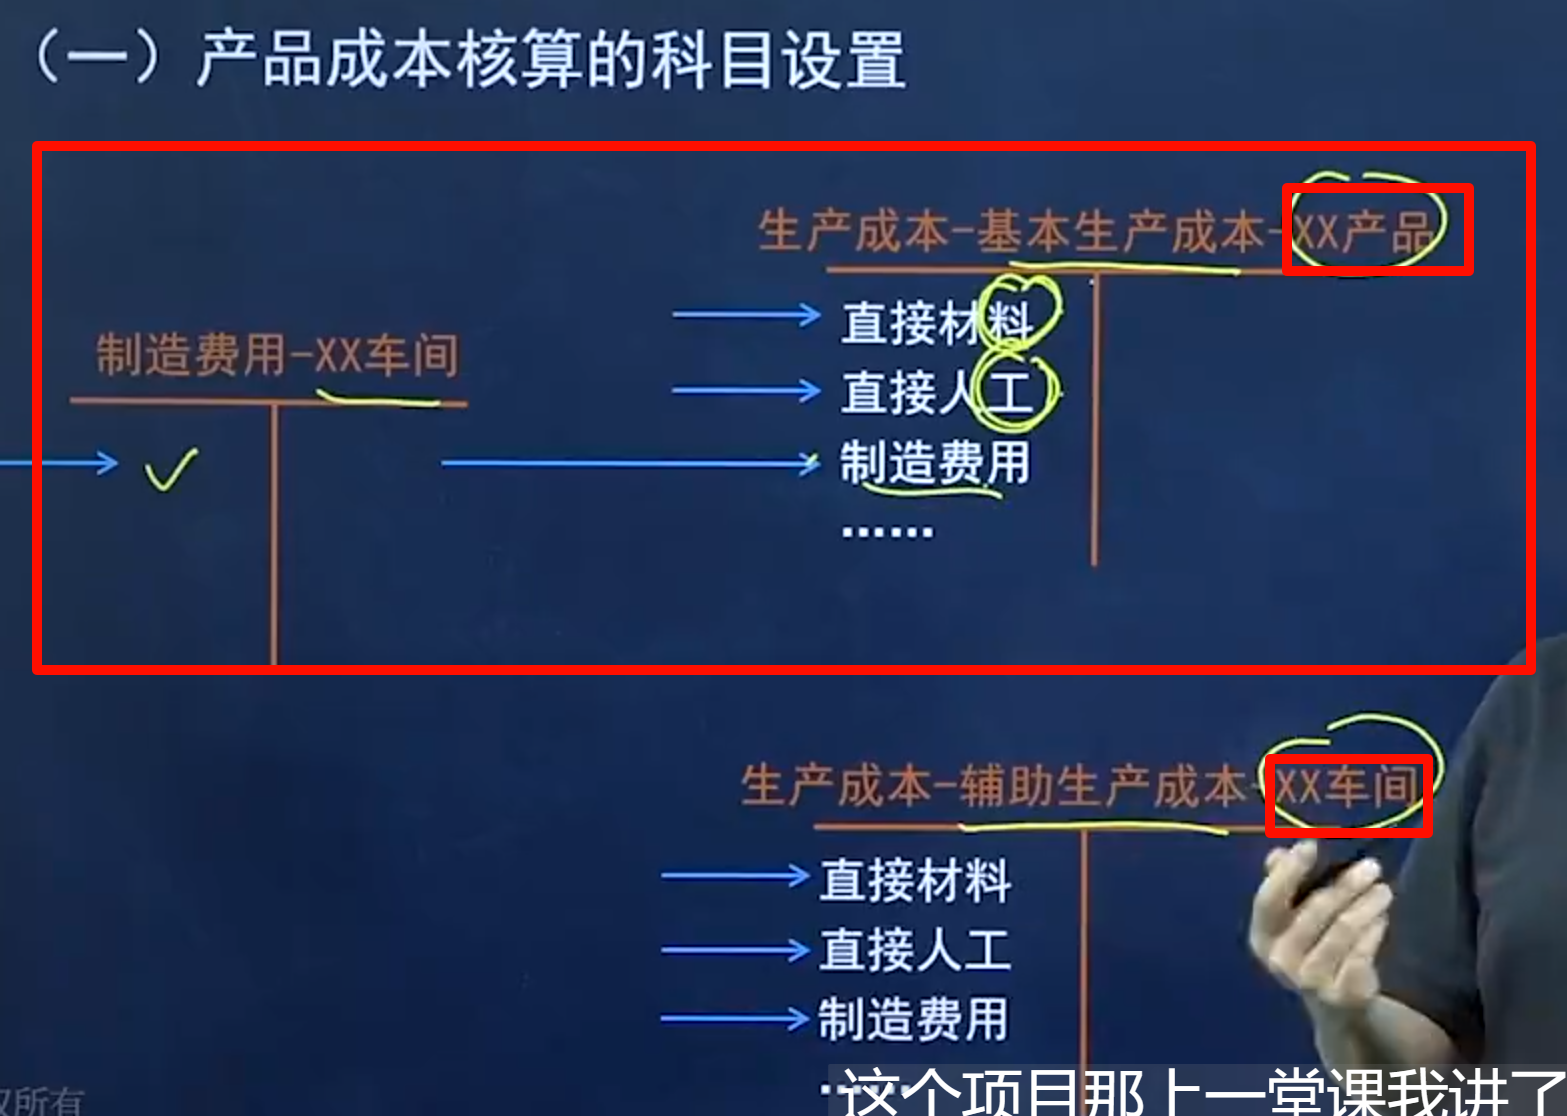 （一）产品成本核算的科目设置
生产成本-基本生产成本-XX产品
直接材料
制造费用-XX车间
直接人工
制造费用
……
生产成本-辅助生产成本-XX车间
直接材料
直接人工
制造费用
……
这个项目那上一堂课我讲了
权所有